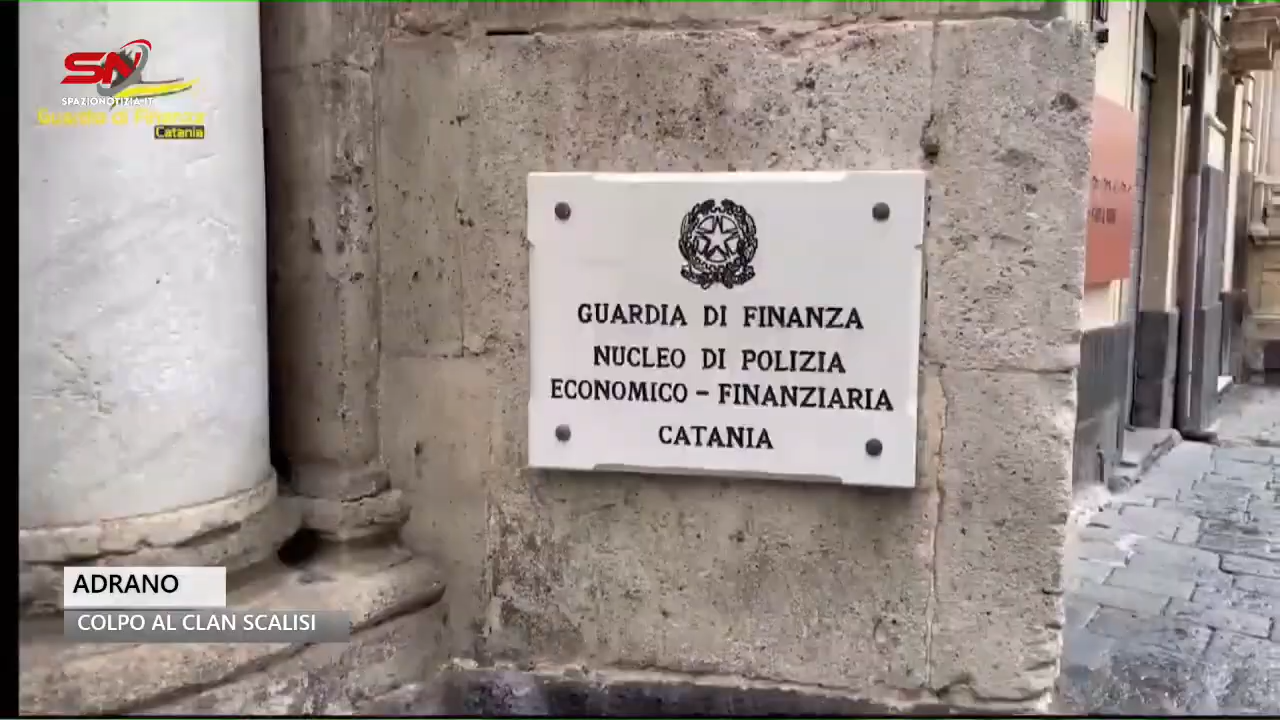 SN
SPAZIONOTIZIA.IT
Guardia di Finanza
Catania
GUARDIA DI FINANZA
NUCLEO DI POLIZIA
ECONOMICO - FINANZIARIA
CATANIA
ADRANO
COLPO AL CLAN SCALISI